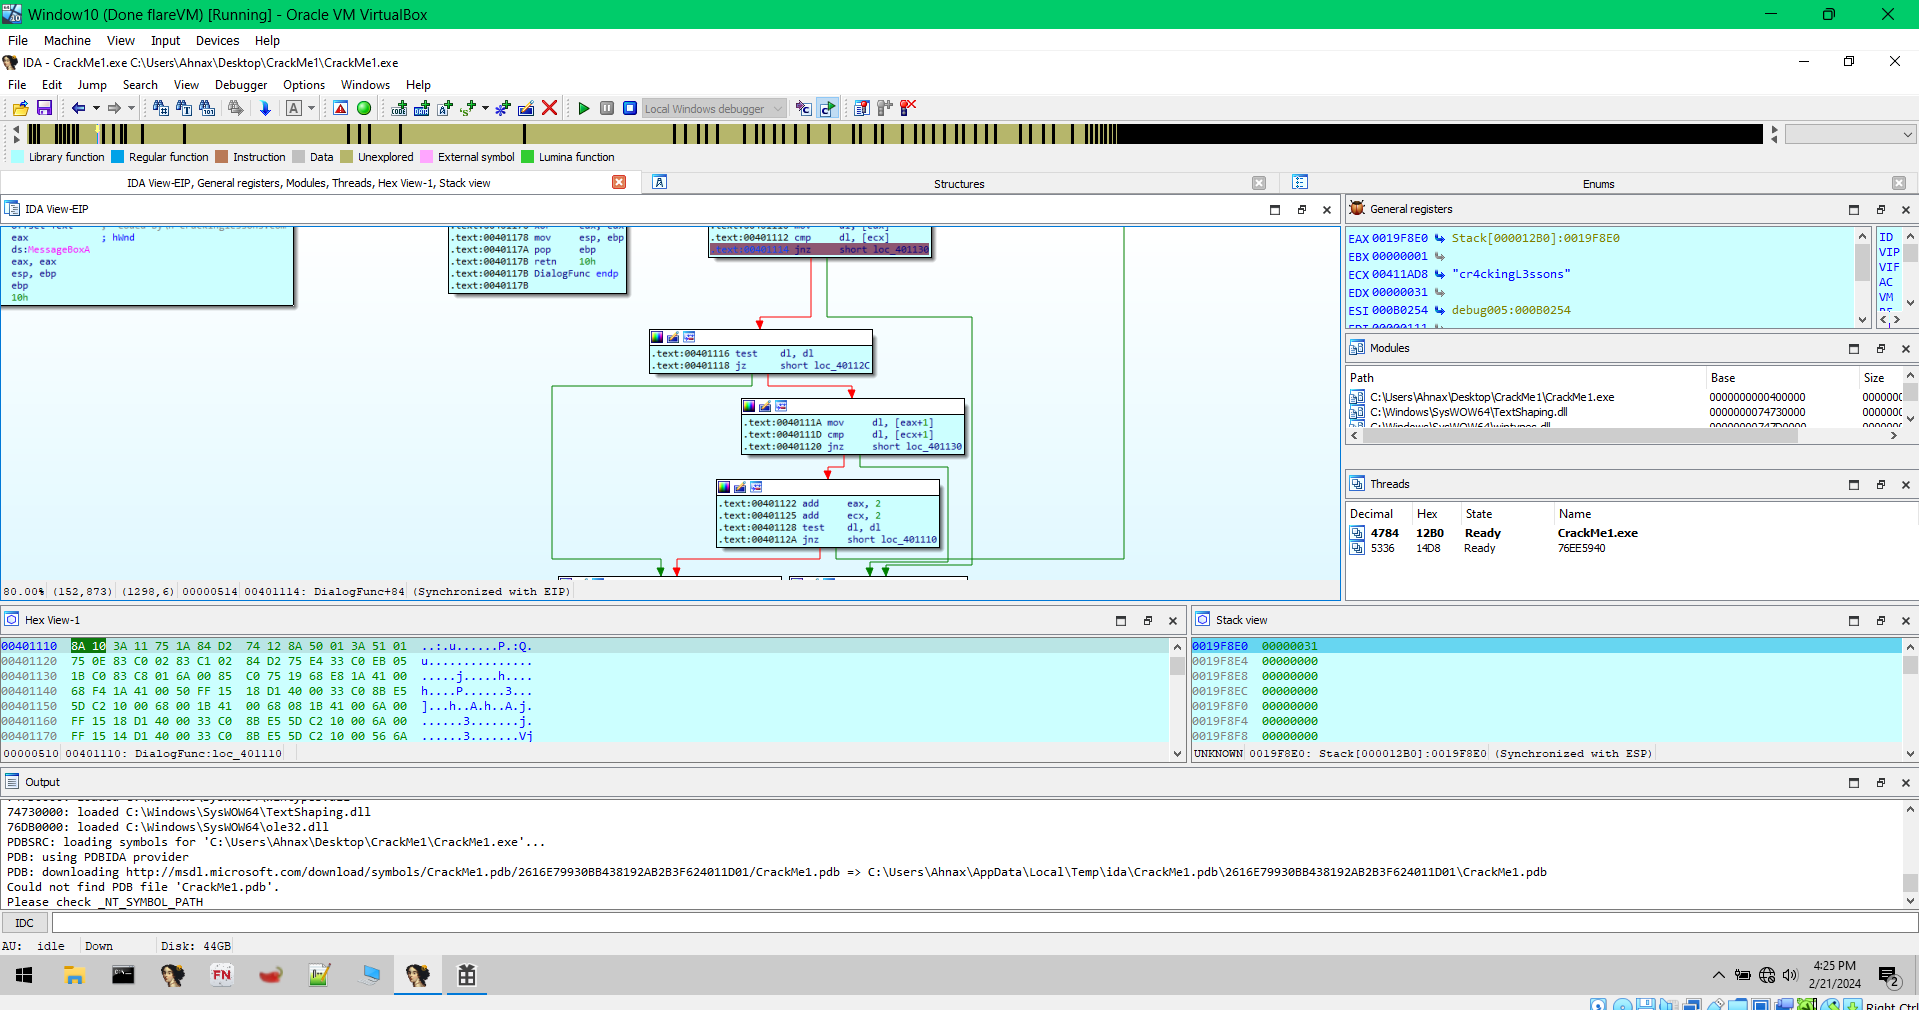 Window10 (Done flareVM) [Running] - Oracle VM VirtualBox
File Machine View Input Devices Help
IDA - CrackMe1.exe C:\Users\Ahnax\Desktop\CrackMe1\CrackMe1.exe
File Edit Jump Search View Debugger Options Windows Help
Local Windows debugger
Library function Regular function Instruction Data Unexplored External symbol Lumina function
IDA View-EIP, General registers, Modules, Threads, Hex View-1, Stack view Structures Enums
IDA View-EIP
eax ; hWnd
ds:MessageBoxA
eax, eax
esp, ebp
ebp
10h
.text:00401178 mov esp, ebp
.text:0040117A pop ebp
.text:0040117B retn 10h
.text:0040117B DialogFunc endp
.text:0040117B
.text:00401112 cmp dl, [ecx]
.text:00401114 jnz short loc_401130
.text:00401116 test dl, dl
.text:00401118 jz short loc_40112C
.text:0040111A mov dl, [eax+1]
.text:0040111D cmp dl, [ecx+1]
.text:00401120 jnz short loc_401130
.text:00401122 add eax, 2
.text:00401125 add ecx, 2
.text:00401128 test dl, dl
.text:0040112A jnz short loc_401110
80.00% (152,873) (1298,6) 00000514 00401114: DialogFunc+84 (Synchronized with EIP)
General registers
EAX 0019F8E0 Stack[000012B0]:0019F8E0
EBX 00000001
ECX 00411AD8 "cr4ckingL3ssons"
EDX 00000031
ESI 000B0254 debug005:000B0254
EDI 00000111
ID
VIP
VIF
AC
VM
Modules
Path Base Size
C:\Users\Ahnax\Desktop\CrackMe1\CrackMe1.exe 0000000000400000 000000
C:\Windows\SysWOW64\TextShaping.dll 0000000074730000 000000
C:\Windows\SysWOW64\wintypes.dll 00000000747D0000 000000
Threads
Decimal Hex State Name
4784 12B0 Ready CrackMe1.exe
5336 14D8 Ready 76EE5940
Hex View-1
00401110 8A 10 3A 11 75 1A 84 D2 74 12 8A 50 01 3A 51 01 ..:.u......P.:Q.
00401120 75 0E 83 C0 02 83 C1 02 84 D2 75 E4 33 C0 EB 05 u...............
00401130 1B C0 83 C8 01 6A 00 85 C0 75 19 68 E8 1A 41 00 .....j...u.h..A.
00401140 68 F4 1A 41 00 50 FF 15 18 D1 40 00 33 C0 8B E5 h....P......3...
00401150 5D C2 10 00 68 00 1B 41 00 68 08 1B 41 00 6A 00 ]...h..A.h..A.j.
00401160 FF 15 18 D1 40 00 33 C0 8B E5 5D C2 10 00 6A 00 ......3.......j.
00401170 FF 15 14 D1 40 00 33 C0 8B E5 5D C2 10 00 56 6A ......3.......Vj
00000510 00401110: DialogFunc:loc_401110
Stack view
0019F8E0 00000031
0019F8E4 00000000
0019F8E8 00000000
0019F8EC 00000000
0019F8F0 00000000
0019F8F4 00000000
0019F8F8 00000000
UNKNOWN 0019F8E0: Stack[000012B0]:0019F8E0 (Synchronized with ESP)
Output
74730000: loaded C:\Windows\SysWOW64\TextShaping.dll
76DB0000: loaded C:\Windows\SysWOW64\ole32.dll
PDBSRC: loading symbols for 'C:\Users\Ahnax\Desktop\CrackMe1\CrackMe1.exe'...
PDB: using PDBIDA provider
PDB: downloading http://msdl.microsoft.com/download/symbols/CrackMe1.pdb/2616E79930BB438192AB2B3F624011D01/CrackMe1.pdb => C:\Users\Ahnax\AppData\Local\Temp\ida\CrackMe1.pdb\2616E79930BB438192AB2B3F624011D01\CrackMe1.pdb
Could not find PDB file 'CrackMe1.pdb'.
Please check _NT_SYMBOL_PATH
IDC
AU: idle Down Disk: 44GB
FN
4:25 PM
2/21/2024
2
Right Ctrl